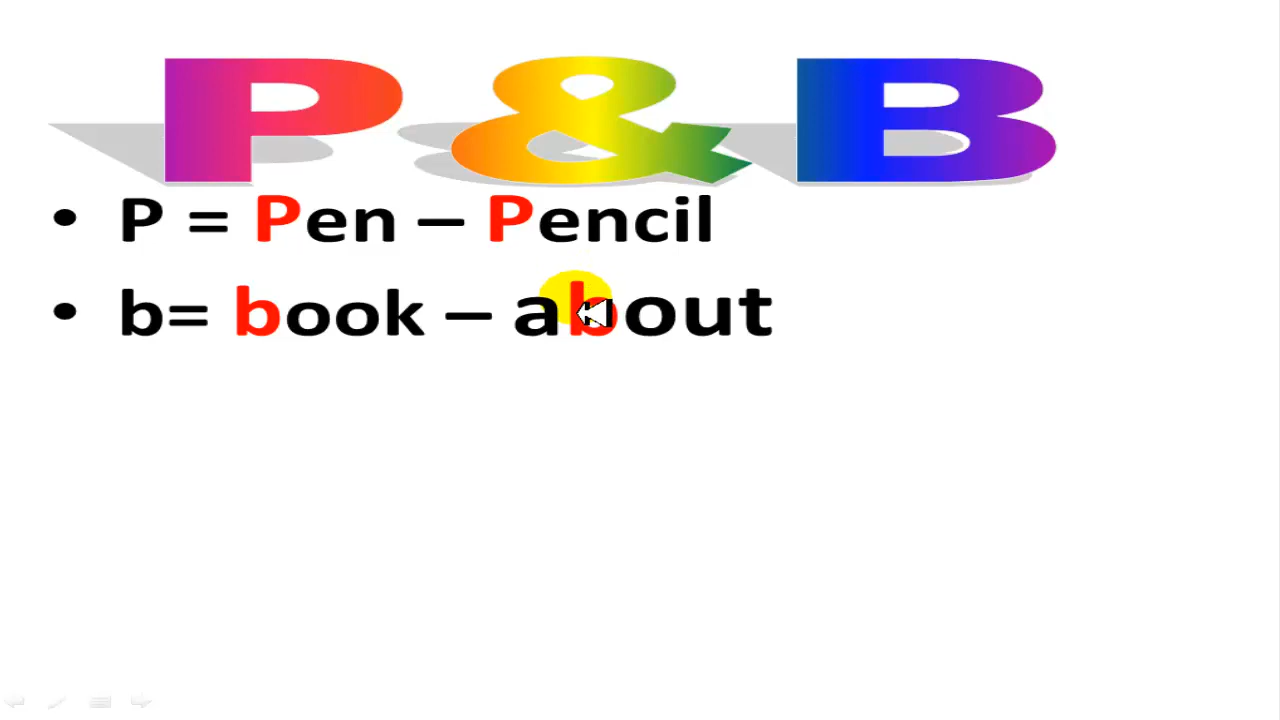 P & B
• P = Pen – Pencil
• b= book – about